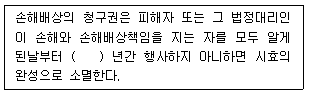 손해배상의 청구권은 피해자 또는 그 법정대리인
이 손해와 손해배상책임을 지는 자를 모두 알게
된날부터 (   ) 년간 행사하지 아니하면 시효의
완성으로 소멸한다.